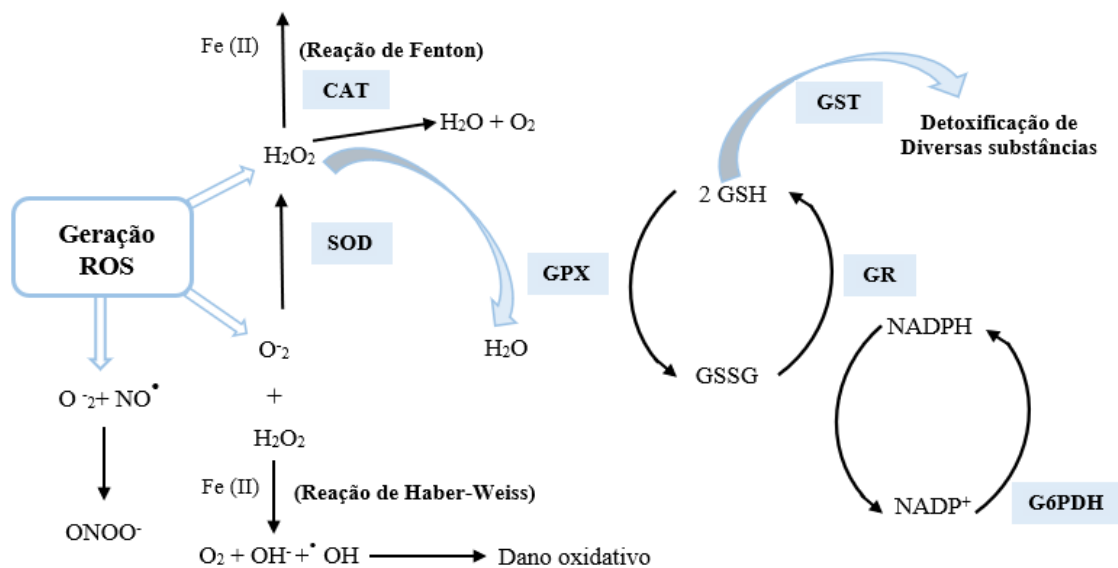 Fe (II)
(Reação de Fenton)
CAT
H₂O + O₂
H₂O₂
Geração
ROS
SOD
O⁻₂
+
H₂O₂
Fe (II)
(Reação de Haber-Weiss)
O₂ + OH⁻ + • OH
Dano oxidativo
O ⁻₂+ NO•
ONOO⁻
GPX
H₂O
GST
Detoxificação de
Diversas substâncias
2 GSH
GR
GSSG
NADPH
NADP⁺
G6PDH